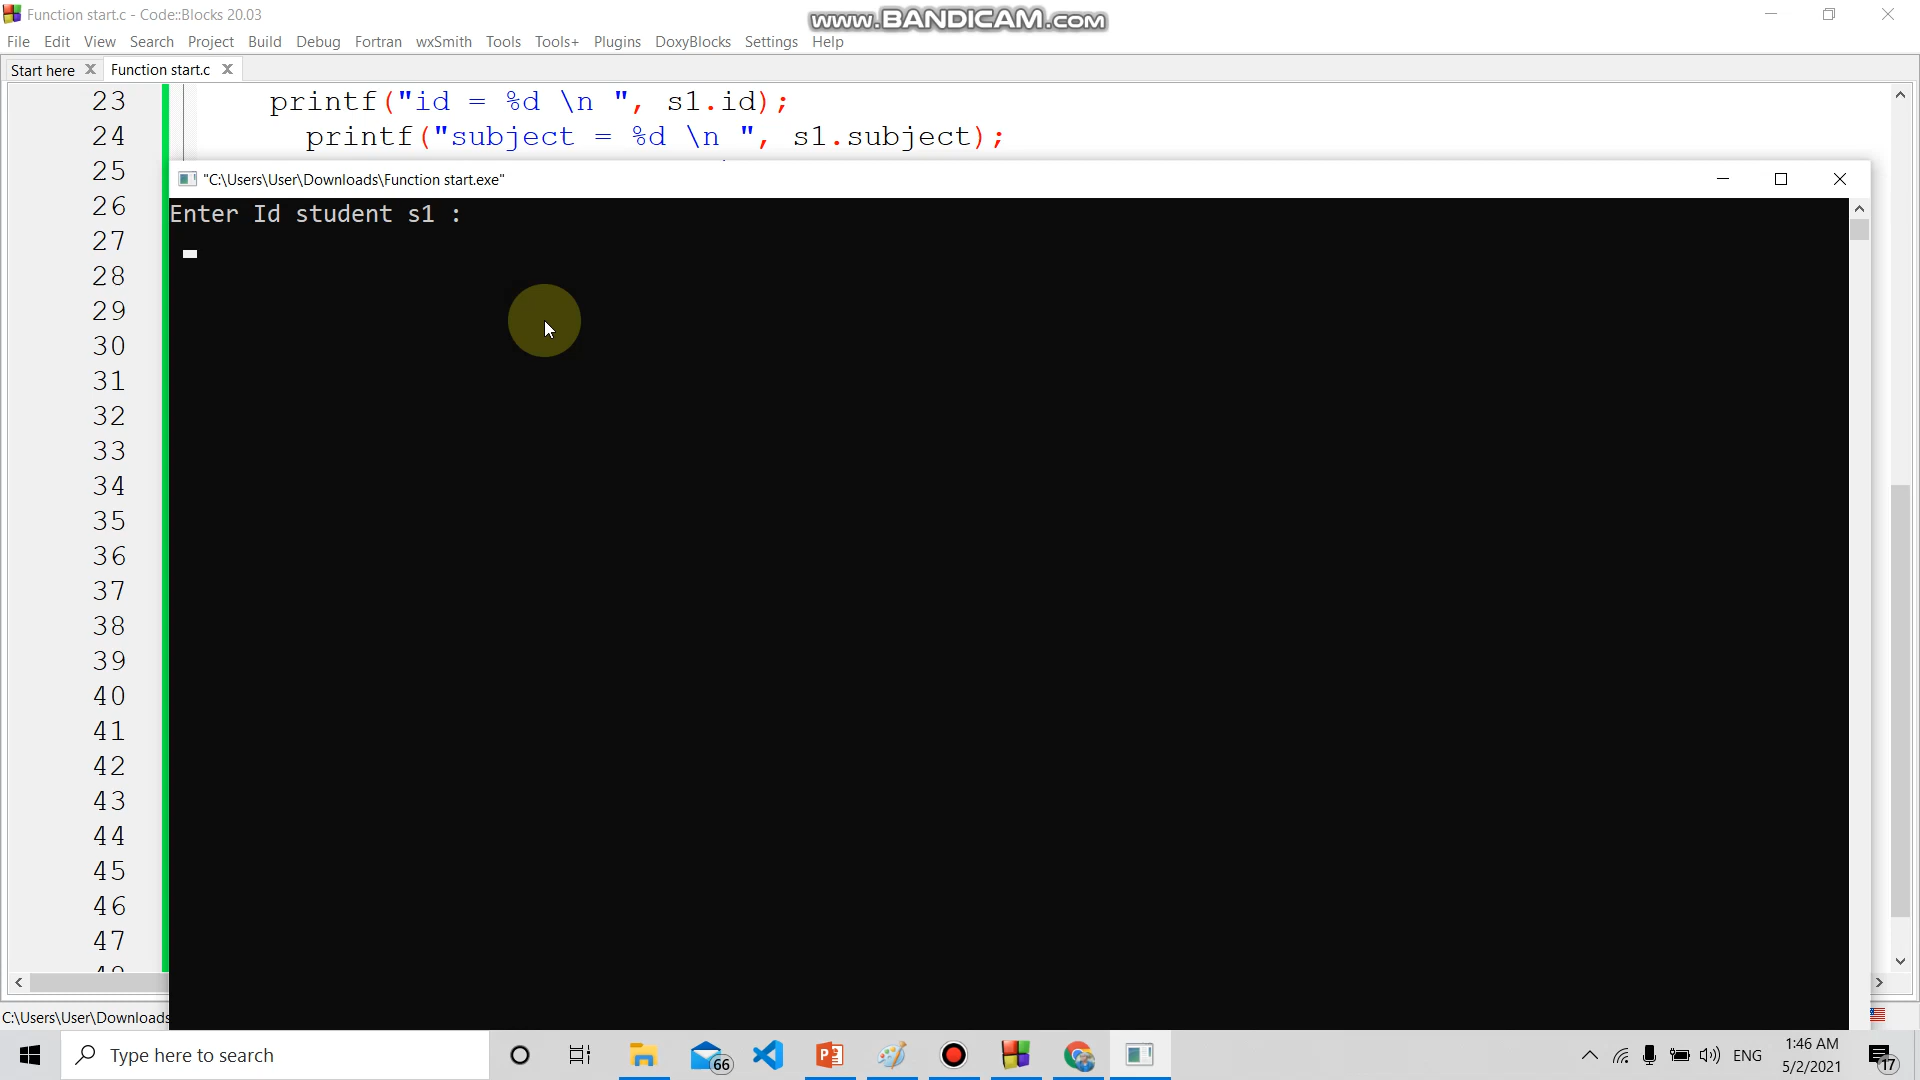 Function start.c - Code::Blocks 20.03
www.BANDICAM.com
File Edit View Search Project Build Debug Fortran wxSmith Tools Tools+ Plugins DoxyBlocks Settings Help
Start here
Function start.c
23 printf("id = %d \n ", s1.id);
24 printf("subject = %d \n ", s1.subject);
25
"C:\Users\User\Downloads\Function start.exe"
26
Enter Id student s1 :
27
28
29
30
31
32
33
34
35
36
37
38
39
40
41
42
43
44
45
46
47
C:\Users\User\Downloads
Type here to search
66
ENG
1:46 AM
5/2/2021
17